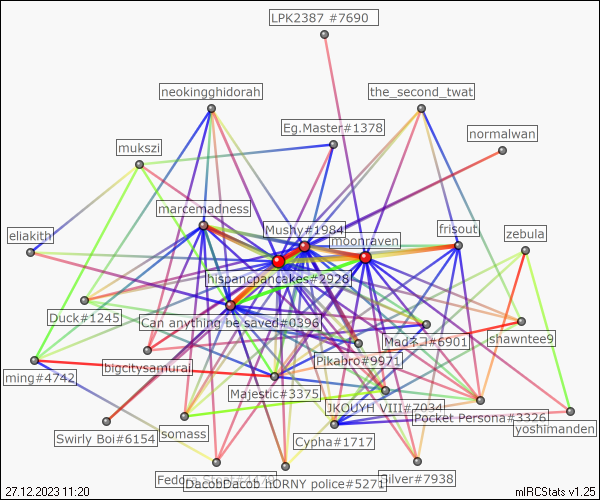 LPK2387 #7690
neokingghidorah
the_second_twat
Eg.Master#1378
normalwan
mukszi
marcemadness
Mushy#1984
frisout
moonraven
eliakith
zebula
hispancpancakes#2928
Duck#1245
Can anything be saved#0396
Mad#6901
shawntee9
Pikabro#9971
bigcitysamurai
ming#4742
Majestic#3375
JKOUYH VIII#7034
Pocket Persona#3326
yoshimanden
somass
Swirly Boi#6154
Cypha#1717
DacobDacob hORNY police#5271
Silver#7938
27.12.2023 11:20
mIRCStats v1.25